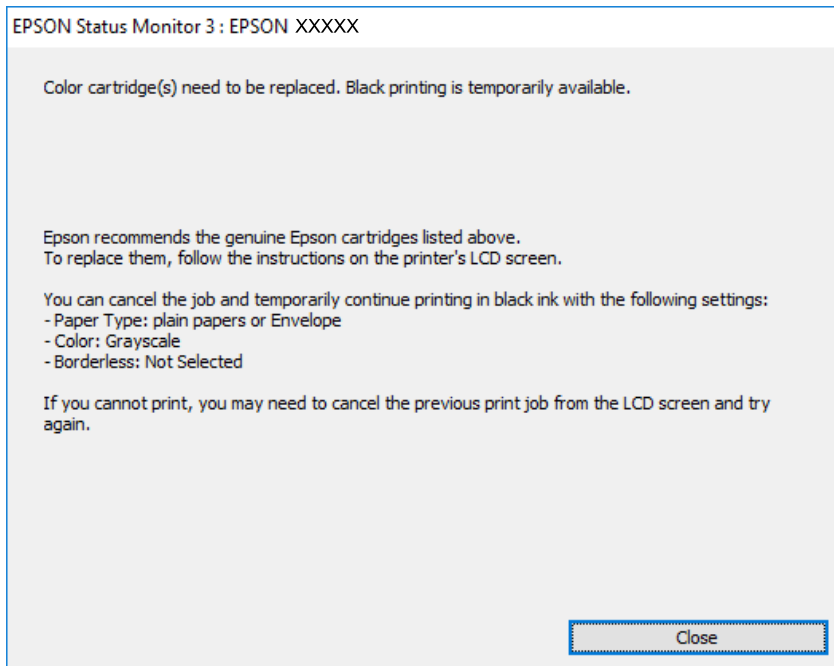 EPSON Status Monitor 3 : EPSON XXXXX
Color cartridge(s) need to be replaced. Black printing is temporarily available.
Epson recommends the genuine Epson cartridges listed above.
To replace them, follow the instructions on the printer's LCD screen.
You can cancel the job and temporarily continue printing in black ink with the following settings:
- Paper Type: plain papers or Envelope
- Color: Grayscale
- Borderless: Not Selected
If you cannot print, you may need to cancel the previous print job from the LCD screen and try
again.
Close